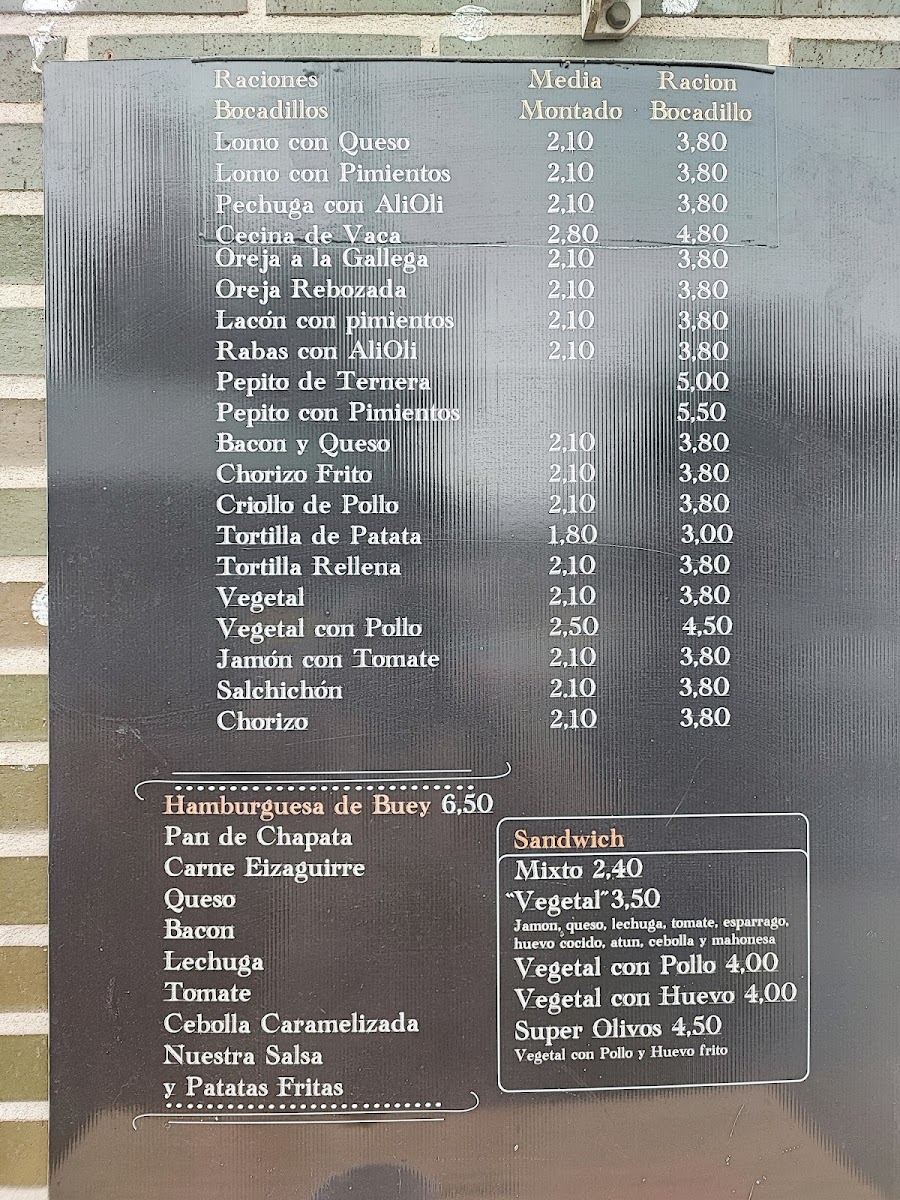 Raciones Media Racion
Bocadillos Montado Bocadillo
Lomo con Queso 2,10 3,80
Lomo con Pimientos 2,10 3,80
Pechuga con AliOli 2,10 3,80
Cecina de Vaca 2,80 4,80
Oreja a la Gallega 2,10 3,80
Oreja Rebozada 2,10 3,80
Lacón con pimientos 2,10 3,80
Rabas con AliOli 2,10 3,80
Pepito de Ternera 5,00
Pepito con Pimientos 5,50
Bacon y Queso 2,10 3,80
Chorizo Frito 2,10 3,80
Criollo de Pollo 2,10 3,80
Tortilla de Patata 1,80 3,00
Tortilla Rellena 2,10 3,80
Vegetal 2,10 3,80
Vegetal con Pollo 2,50 4,50
Jamón con Tomate 2,10 3,80
Salchichón 2.10 3,80
Chorizo 2,10 3,80
Hamburguesa de Buey 6,50
Pan de Chapata
Carne Eizaguirre
Queso
Bacon
Lechuga
Tomate
Cebolla Caramelizada
Nuestra Salsa
y Patatas Fritas
Sandwich
Mixto 2,40
"Vegetal" 3,50
Jamon, queso, lechuga, tomate, esparrago,
huevo cocido, atun, cebolla y mahonesa
Vegetal con Pollo 4,00
Vegetal con Huevo 4,00
Super Olivos 4,50
Vegetal con Pollo y Huevo frito